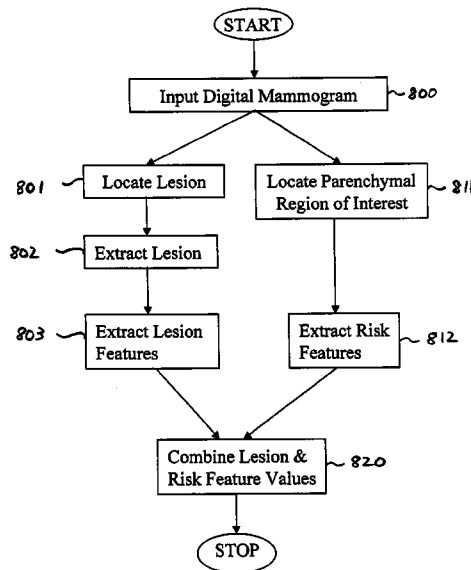 START
Input Digital Mammogram
800
801
Locate Lesion
Locate Parenchymal
Region of Interest
811
802
Extract Lesion
803
Extract Lesion
Features
Extract Risk
Features
812
Combine Lesion &
Risk Feature Values
820
STOP